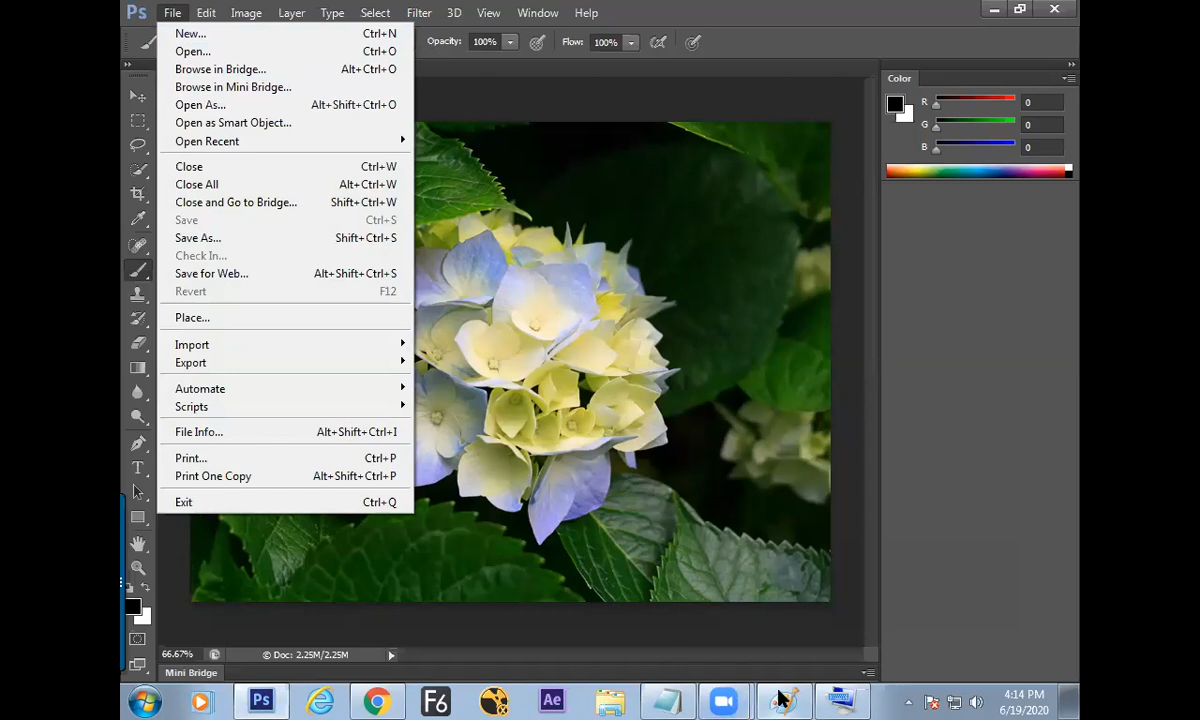 Ps File Edit Image Layer Type Select Filter 3D View Window Help
Opacity: 100% Flow: 100%
New... Ctrl+N
Open... Ctrl+O
Browse in Bridge... Alt+Ctrl+O
Browse in Mini Bridge...
Open As... Alt+Shift+Ctrl+O
Open as Smart Object...
Open Recent
Close Ctrl+W
Close All Alt+Ctrl+W
Close and Go to Bridge... Shift+Ctrl+W
Save Ctrl+S
Save As... Shift+Ctrl+S
Check In...
Save for Web... Alt+Shift+Ctrl+S
Revert F12
Place...
Import
Export
Automate
Scripts
File Info... Alt+Shift+Ctrl+I
Print... Ctrl+P
Print One Copy Alt+Shift+Ctrl+P
Exit Ctrl+Q
Color
R 0
G 0
B 0
T
66.67% © Doc: 2.25M/2.25M
Mini Bridge
Ps F6 Ae
4:14 PM
6/19/2020